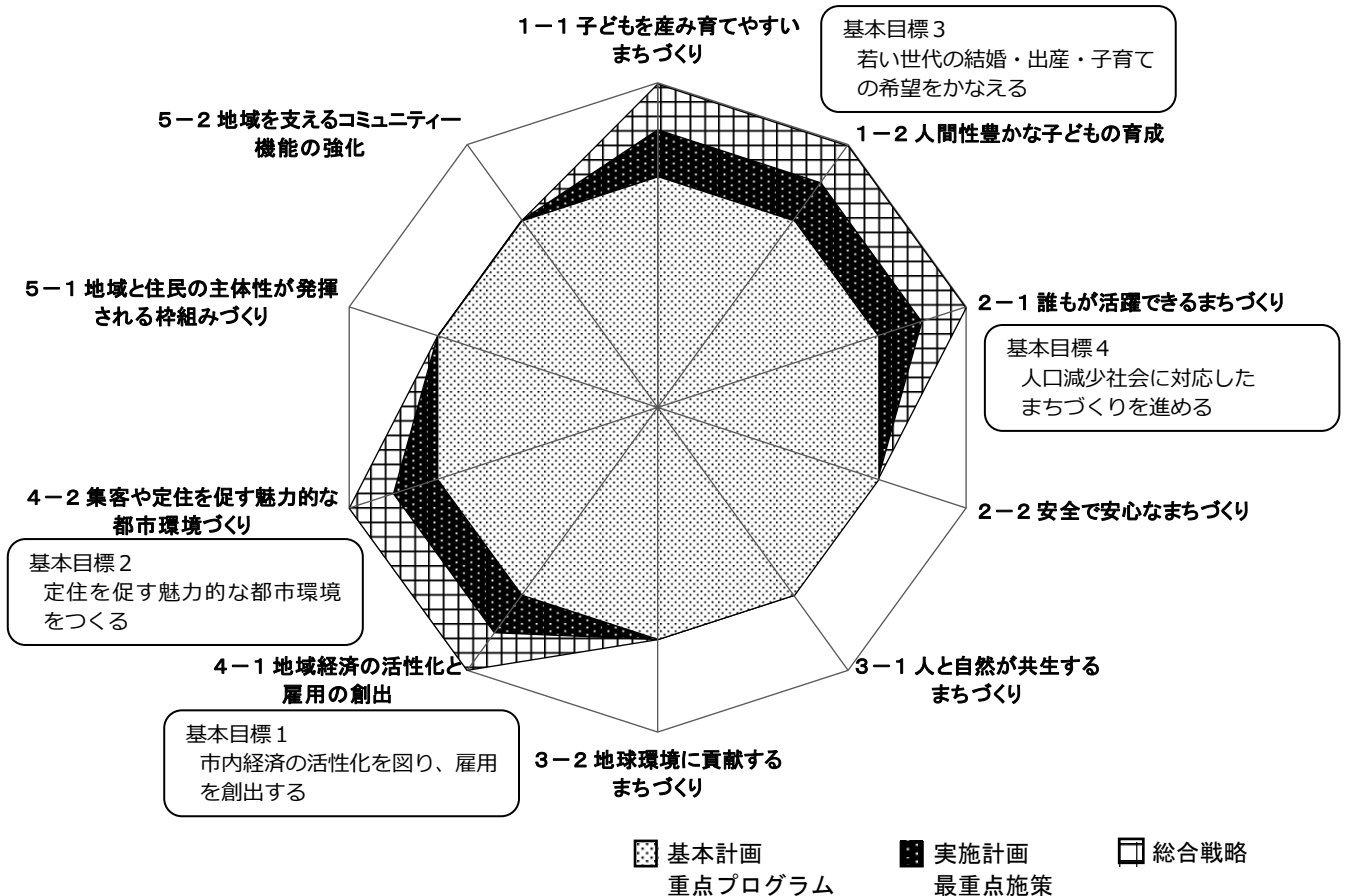 1－1 子どもを産み育てやすい
まちづくり
基本目標３
若い世代の結婚・出産・子育て
の希望をかなえる
1－2 人間性豊かな子どもの育成
2－1 誰もが活躍できるまちづくり
基本目標４
人口減少社会に対応した
まちづくりを進める
2－2 安全で安心なまちづくり
3－1 人と自然が共生する
まちづくり
3－2 地球環境に貢献する
まちづくり
4－1 地域経済の活性化と
雇用の創出
基本目標１
市内経済の活性化を図り、雇用
を創出する
4－2 集客や定住を促す魅力的な
都市環境づくり
基本目標２
定住を促す魅力的な都市環境
をつくる
5－1 地域と住民の主体性が発揮
される枠組みづくり
5－2 地域を支えるコミュニティー
機能の強化
基本計画
重点プログラム
実施計画
最重点施策
総合戦略